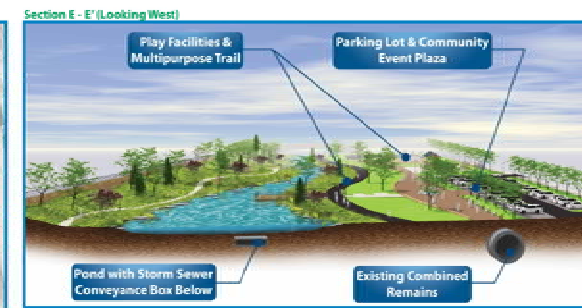 Section E - E' (Looking West)
Play Facilities &
Multipurpose Trail
Parking Lot & Community
Event Plaza
Pond with Storm Sewer
Conveyance Box Below
Existing Combined
Remains